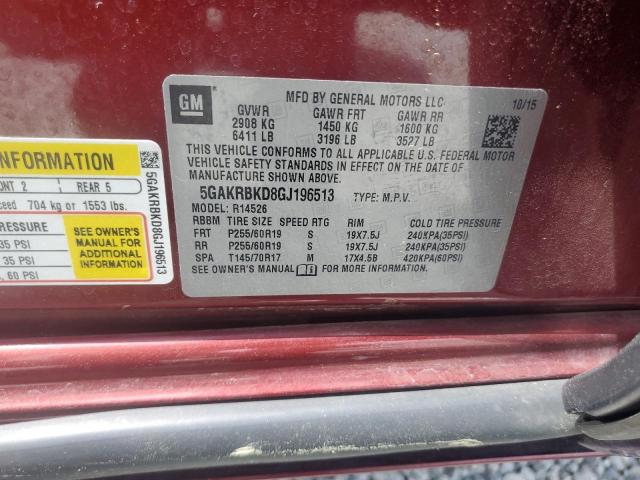 GM
MFD BY GENERAL MOTORS LLC
10/15
GVWR GAWR FRT GAWR RR
2908 KG 1450 KG 1600 KG
6411 LB 3196 LB 3527 LB
THIS VEHICLE CONFORMS TO ALL APPLICABLE U.S. FEDERAL MOTOR
VEHICLE SAFETY STANDARDS IN EFFECT ON THE DATE OF
MANUFACTURE SHOWN ABOVE.
5GAKRBKD8GJ196513 TYPE: M.P.V.
MODEL: R14526
RBBM TIRE SIZE SPEED RTG RIM COLD TIRE PRESSURE
FRT P255/60R19 S 19X7.5J 240KPA(35PSI)
RR P255/60R19 S 19X7.5J 240KPA(35PSI)
SPA T145/70R17 M 17X4.5B 420KPA(60PSI)
SEE OWNER'S MANUAL FOR MORE INFORMATION.
INFORMATION
ONT 2 REAR 5
ceed 704 kg or 1553 lbs.
PRESSURE
35 PSI
35 PSI
, 60 PSI
SEE OWNER'S
MANUAL FOR
ADDITIONAL
INFORMATION
5GAKRBKD8GJ196513